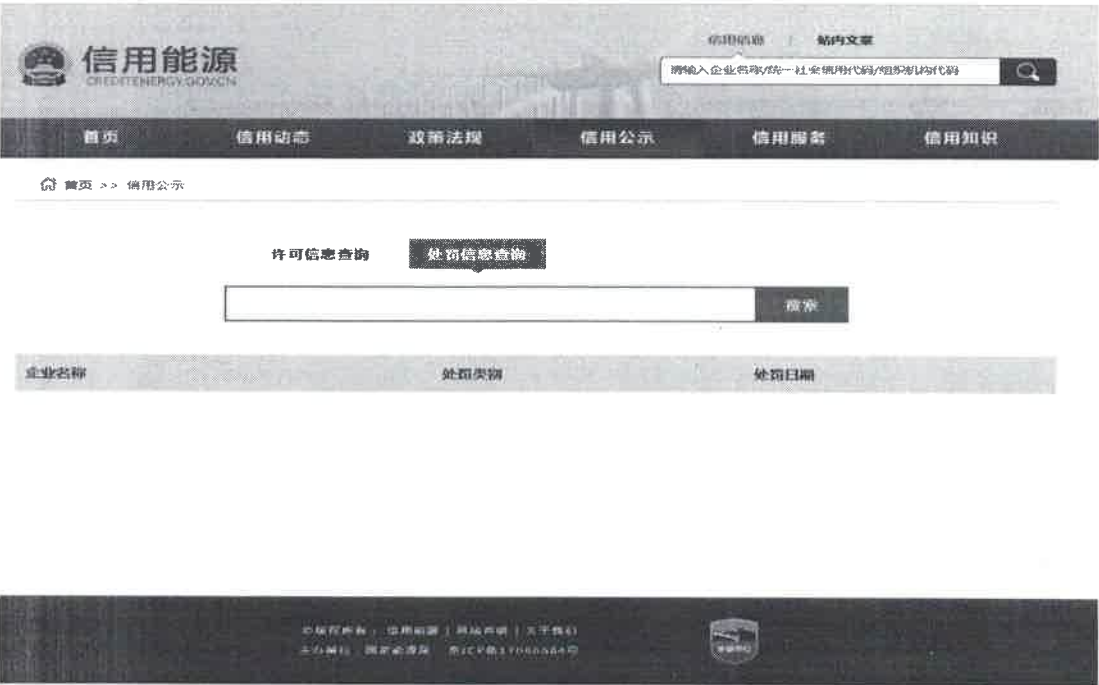 信用信息 | 站内文章
信用能源
CREDITENERGY.GOV.CN
请输入企业名称/统一社会信用代码/组织机构代码
首页 信用动态 政策法规 信用公示 信用服务 信用知识
首页 >> 信用公示
许可信息查询 处罚信息查询
搜索
企业名称 处罚类别 处罚日期
版权所有: 信用能源 | 网站声明 | 关于我们
主办单位 国家能源局